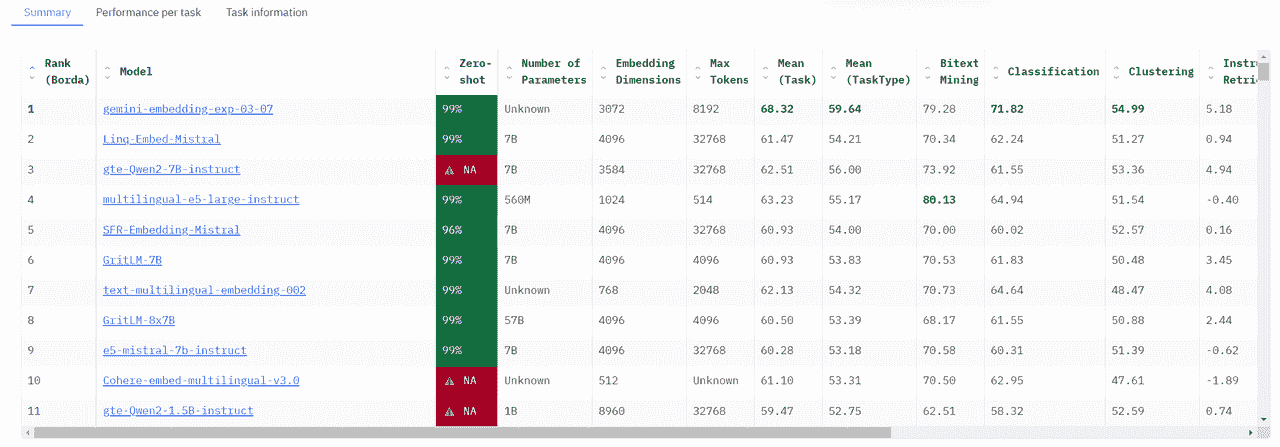 Summary Performance per task Task information
Rank (Borda) Model Zero-shot Number of Parameters Embedding Dimensions Max Tokens Mean (Task) Mean (TaskType) Bitext Mining Classification Clustering
1 gemini-embedding-exp-03-07 99% Unknown 3072 8192 68.32 59.64 79.28 71.82 54.99 5.18
2 Linq-Embed-Mistral 99% 7B 4096 32768 61.47 54.21 70.34 62.24 51.27 0.94
3 gte-Qwen2-7B-instruct ⚠ NA 7B 3584 32768 62.51 56.00 73.92 61.55 53.36 4.94
4 multilingual-e5-large-instruct 99% 560M 1024 514 63.23 55.17 80.13 64.94 51.54 -0.40
5 SFR-Embedding-Mistral 96% 7B 4096 32768 60.93 54.00 70.00 60.02 52.57 0.16
6 GritLM-7B 99% 7B 4096 4096 60.93 53.83 70.53 61.83 50.48 3.45
7 text-multilingual-embedding-002 99% Unknown 768 2048 62.13 54.32 70.73 64.64 48.47 4.08
8 GritLM-8x7B 99% 57B 4096 4096 60.50 53.39 68.17 61.55 50.88 2.44
9 e5-mistral-7b-instruct 99% 7B 4096 32768 60.28 53.18 70.58 60.31 51.39 -0.62
10 Cohere-embed-multilingual-v3.0 ⚠ NA Unknown 512 Unknown 61.10 53.31 70.50 62.95 47.61 -1.89
11 gte-Qwen2-1.5B-instruct ⚠ NA 1B 8960 32768 59.47 52.75 62.51 58.32 52.59 0.74